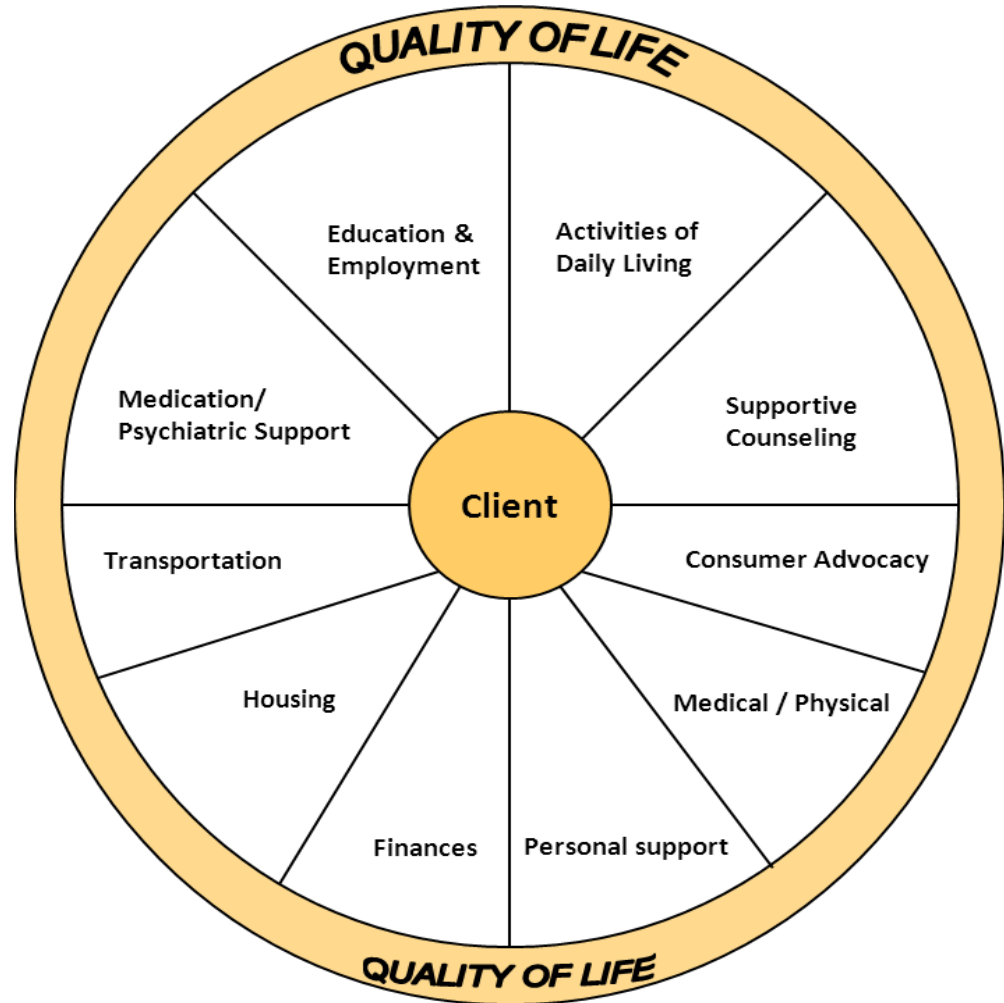 QUALITY OF LIFE
Education &
Employment
Activities of
Daily Living
Medication/
Psychiatric Support
Supportive
Counseling
Client
Transportation
Consumer Advocacy
Housing
Medical / Physical
Finances
Personal support
QUALITY OF LIFE